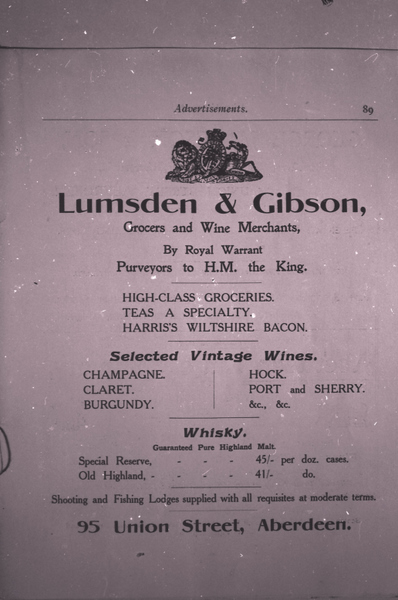 Advertisements. 89
Lumsden & Gibson,
Grocers and Wine Merchants,
By Royal Warrant
Purveyors to H.M. the King.
HIGH-CLASS GROCERIES.
TEAS A SPECIALTY.
HARRIS'S WILTSHIRE BACON.
Selected Vintage Wines.
CHAMPAGNE. HOCK.
CLARET. PORT and SHERRY.
BURGUNDY. &c., &c.
Whisky.
Guaranteed Pure Highland Malt.
Special Reserve, - - - 45/- per doz. cases.
Old Highland, - - - - 41/- do.
Shooting and Fishing Lodges supplied with all requisites at moderate terms.
95 Union Street, Aberdeen.